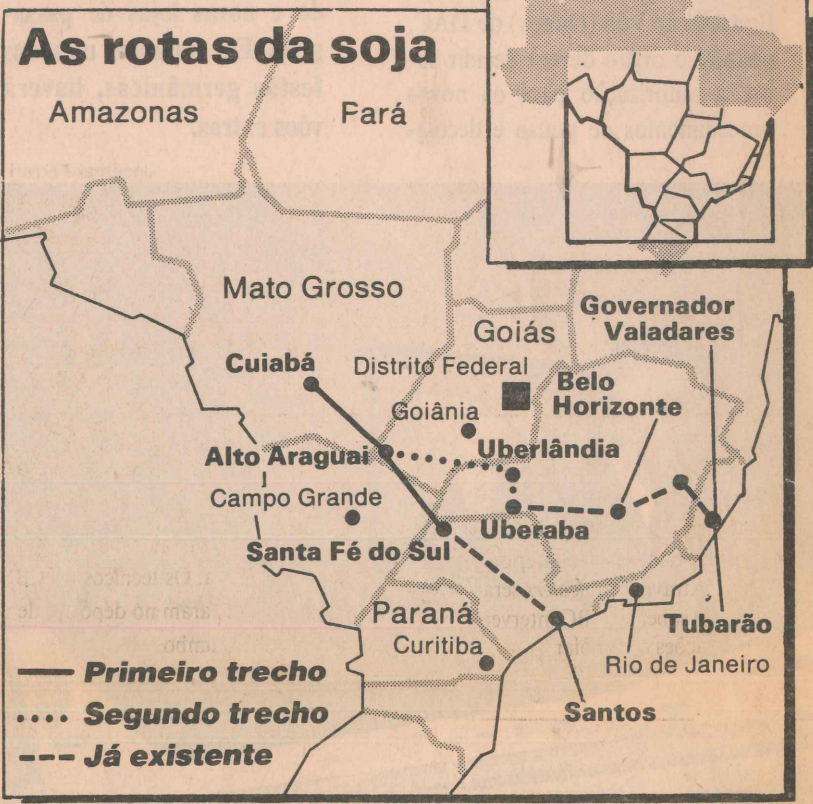 As rotas da soja
Amazonas
Pará
Mato Grosso
Goiás
Governador
Valadares
Cuiabá
Distrito Federal
Belo
Horizonte
Goiânia
Alto Araguai
Uberlândia
Campo Grande
Uberaba
Santa Fé do Sul
Paraná
Curitiba
Tubarão
Rio de Janeiro
Santos
Primeiro trecho
Segundo trecho
Já existente